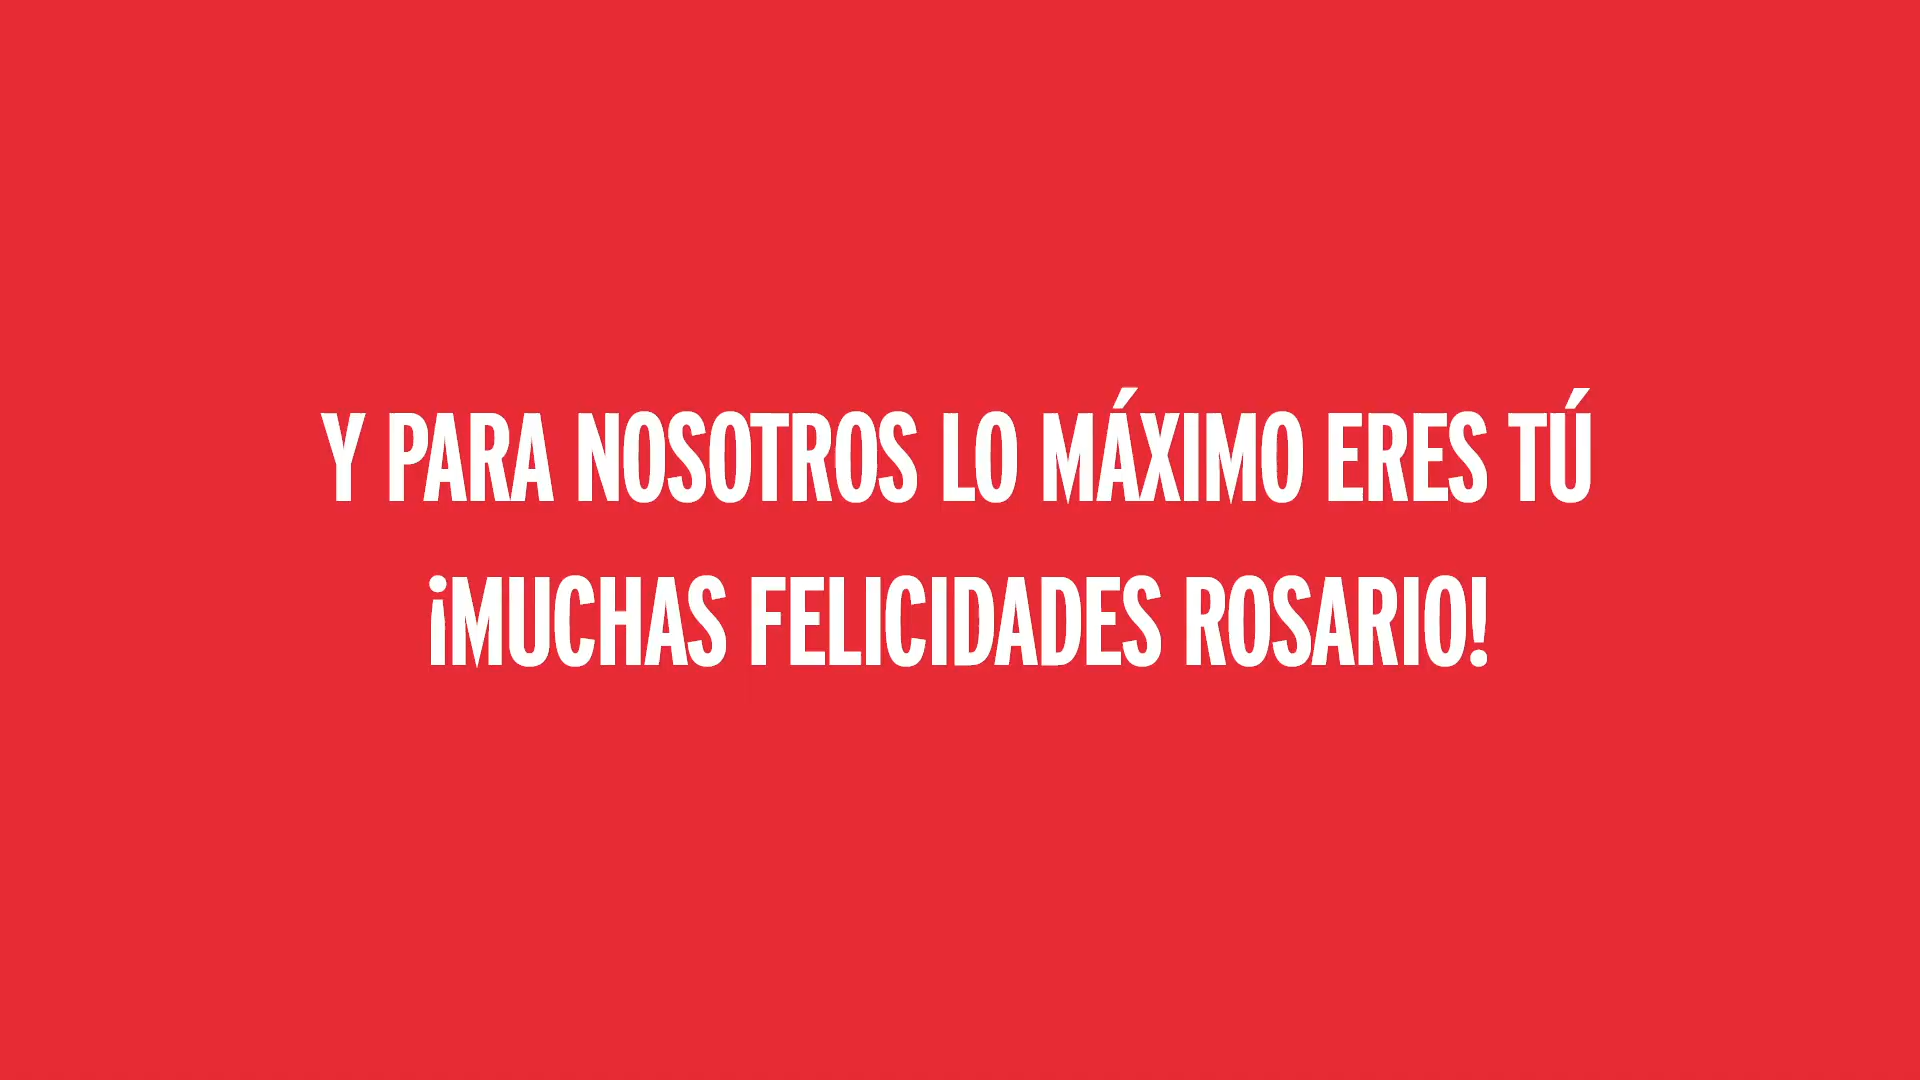 Y PARA NOSOTROS LO MÁXIMO ERES TÚ
¡MUCHAS FELICIDADES ROSARIO!